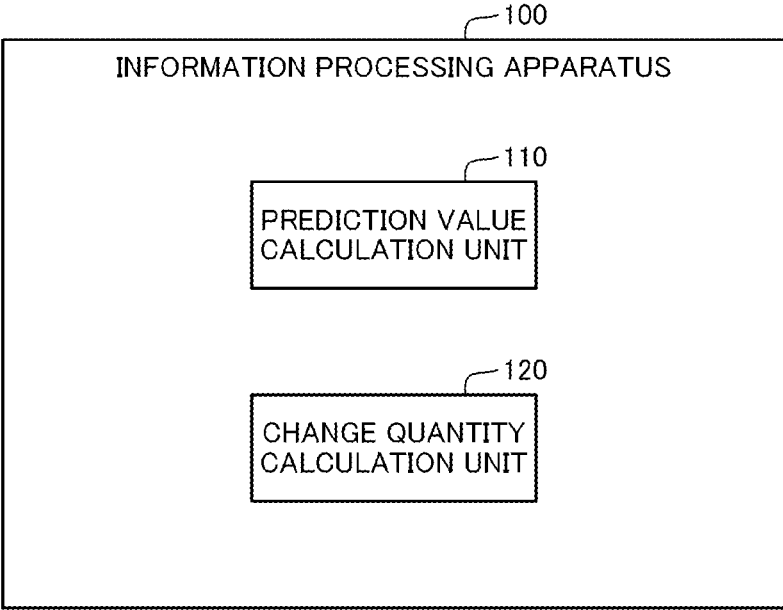 100
INFORMATION PROCESSING APPARATUS
110
PREDICTION VALUE
CALCULATION UNIT
120
CHANGE QUANTITY
CALCULATION UNIT